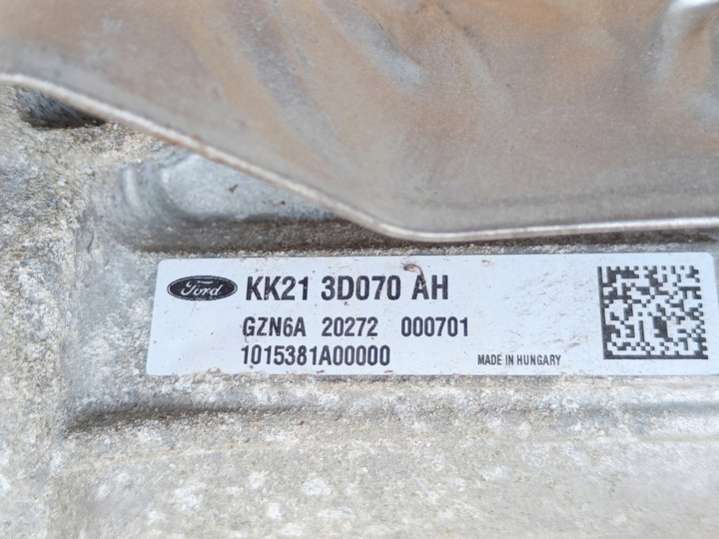 Ford KK21 3D070 AH
GZN6A 20272 000701
1015381A00000
MADE IN HUNGARY